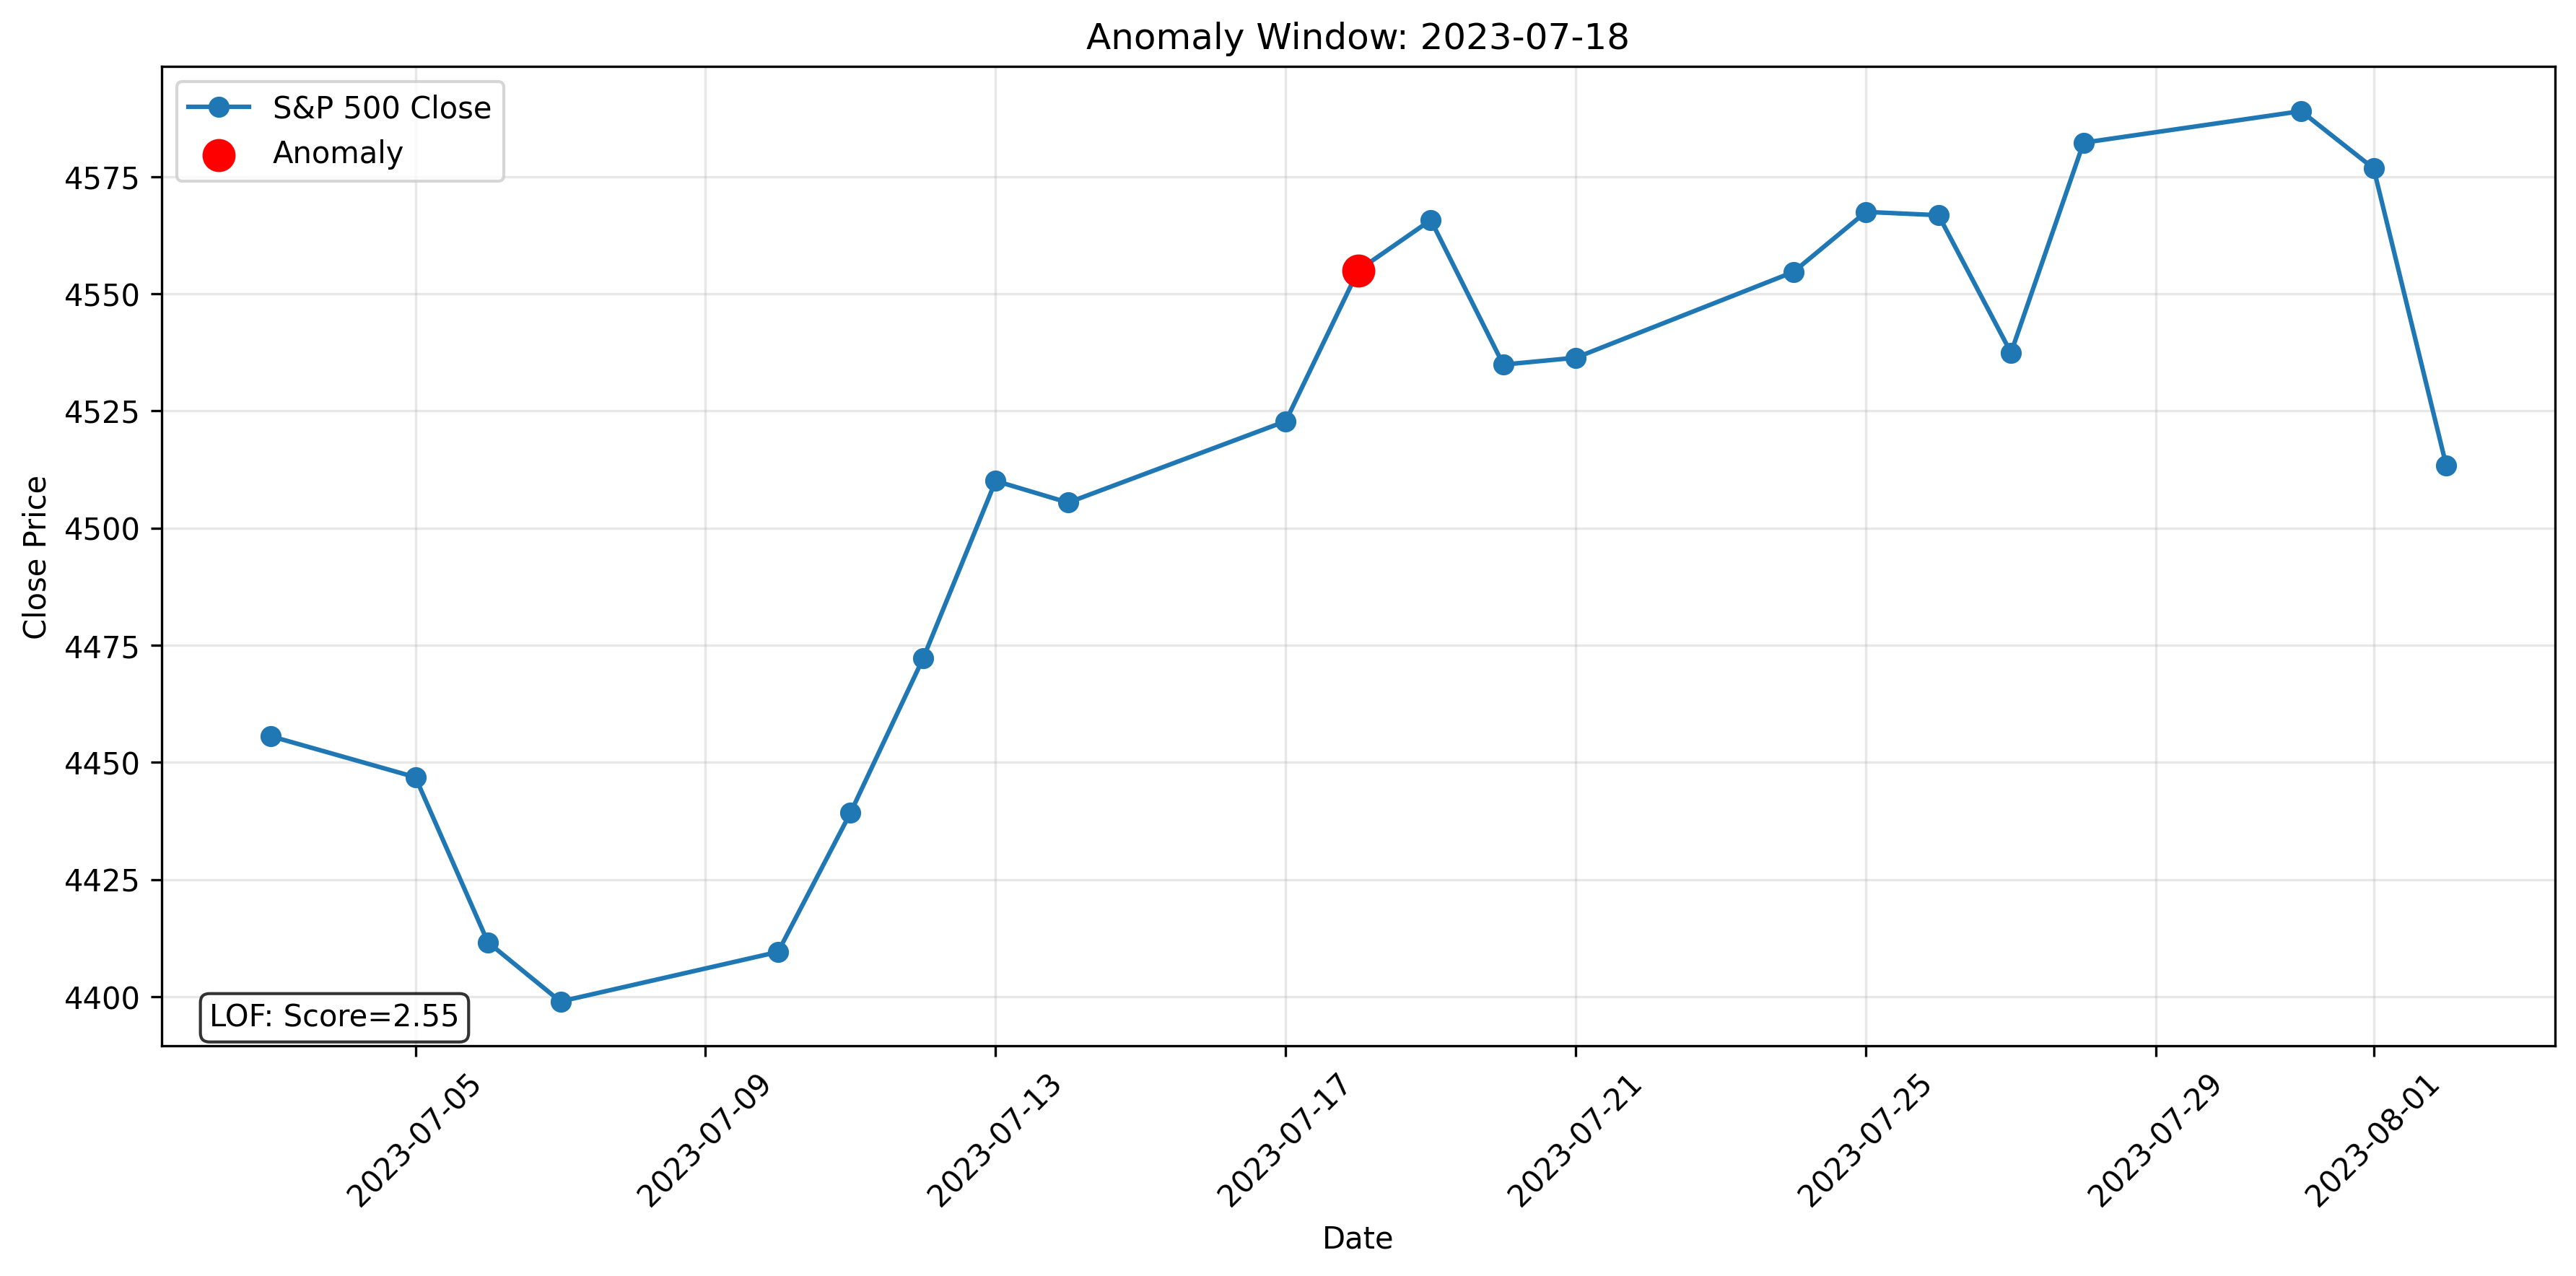 Anomaly Window: 2023-07-18
S&P 500 Close
Anomaly
4575
4550
4525
4500
4475
4450
4425
4400
Close Price
LOF: Score=2.55
2023-07-05
2023-07-09
2023-07-13
2023-07-17
2023-07-21
2023-07-25
2023-07-29
2023-08-01
Date